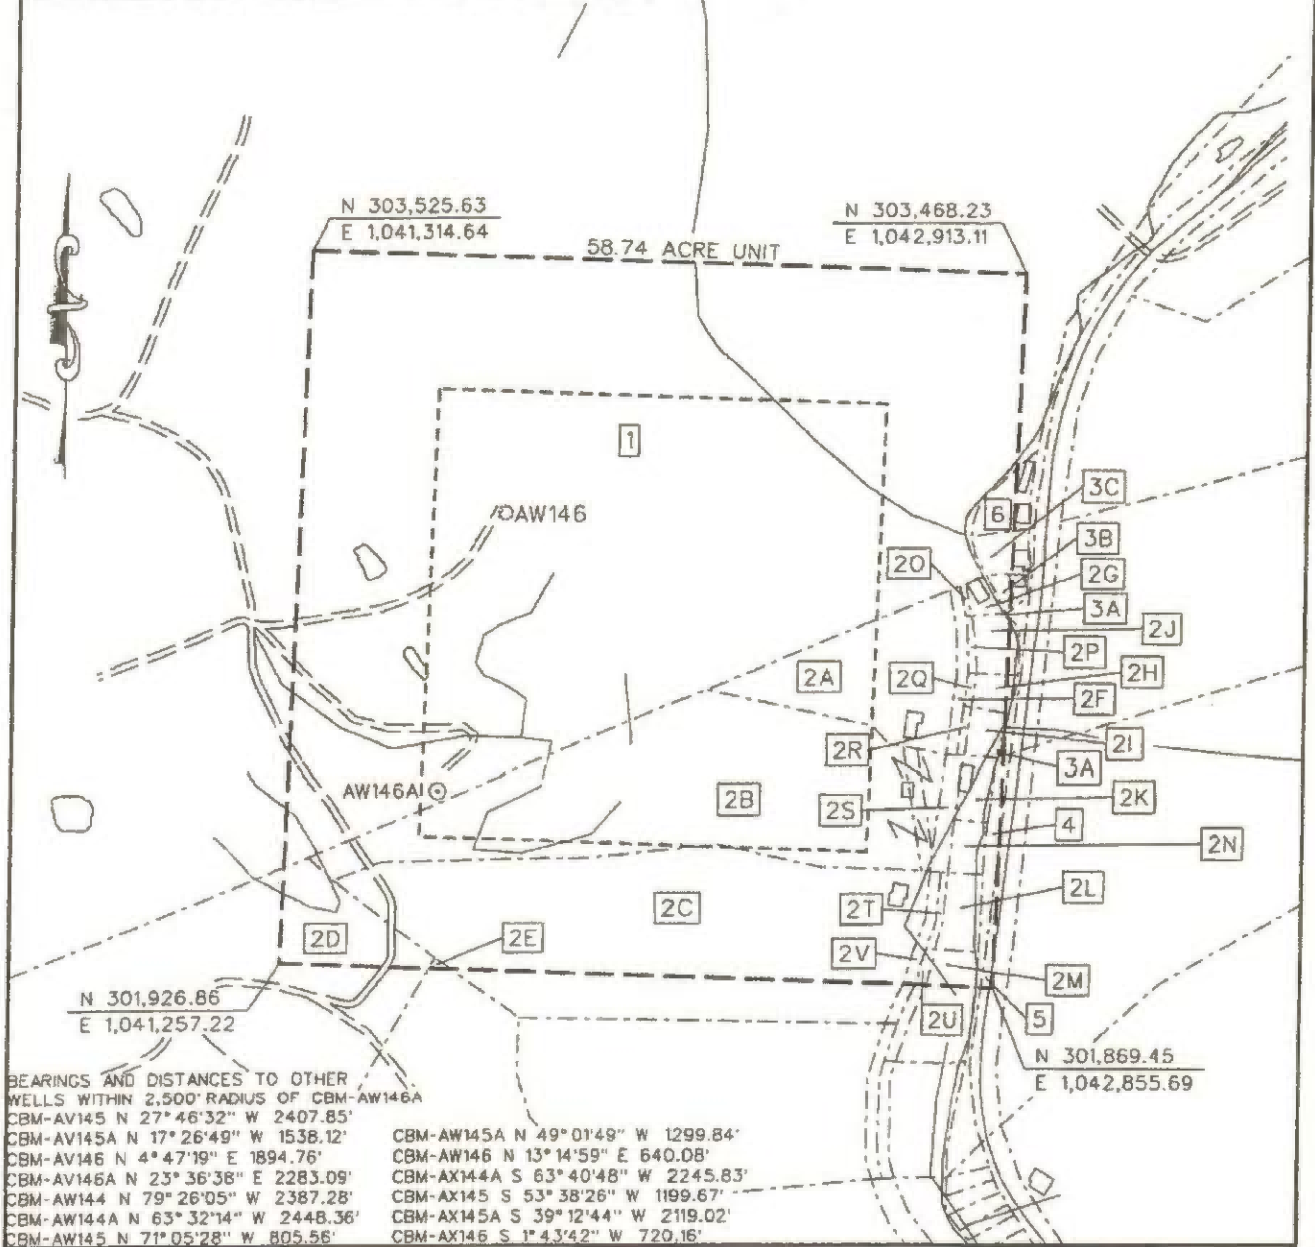 N 303,525.63
E 1,041,314.64
N 303,468.23
E 1,042,913.11
58.74 ACRE UNIT
1
AW146
6
3C
3B
2O
2G
3A
2J
2P
2A
2Q
2H
2F
2R
2I
3A
AW146A
2B
2S
2K
4
2N
2C
2T
2L
2D
2E
2V
2M
2U
5
N 301,926.86
E 1,041,257.22
N 301,869.45
E 1,042,855.69
BEARINGS AND DISTANCES TO OTHER
WELLS WITHIN 2,500' RADIUS OF CBM-AW146A
CBM-AV145 N 27° 46'32" W 2407.85'
CBM-AV145A N 17° 26'49" W 1538.12'
CBM-AV146 N 4° 47'19" E 1894.76'
CBM-AV146A N 23° 36'38" E 2283.09'
CBM-AW144 N 79° 26'05" W 2387.28'
CBM-AW144A N 63° 32'14" W 2448.36'
CBM-AW145 N 71° 05'28" W 805.56'
CBM-AW145A N 49° 01'49" W 1299.84'
CBM-AW146 N 13° 14'59" E 640.08'
CBM-AX144A S 63° 40'48" W 2245.83'
CBM-AX145 S 53° 38'26" W 1199.67'
CBM-AX145A S 39° 12'44" W 2119.02'
CBM-AX146 S 1° 43'42" W 720.16'